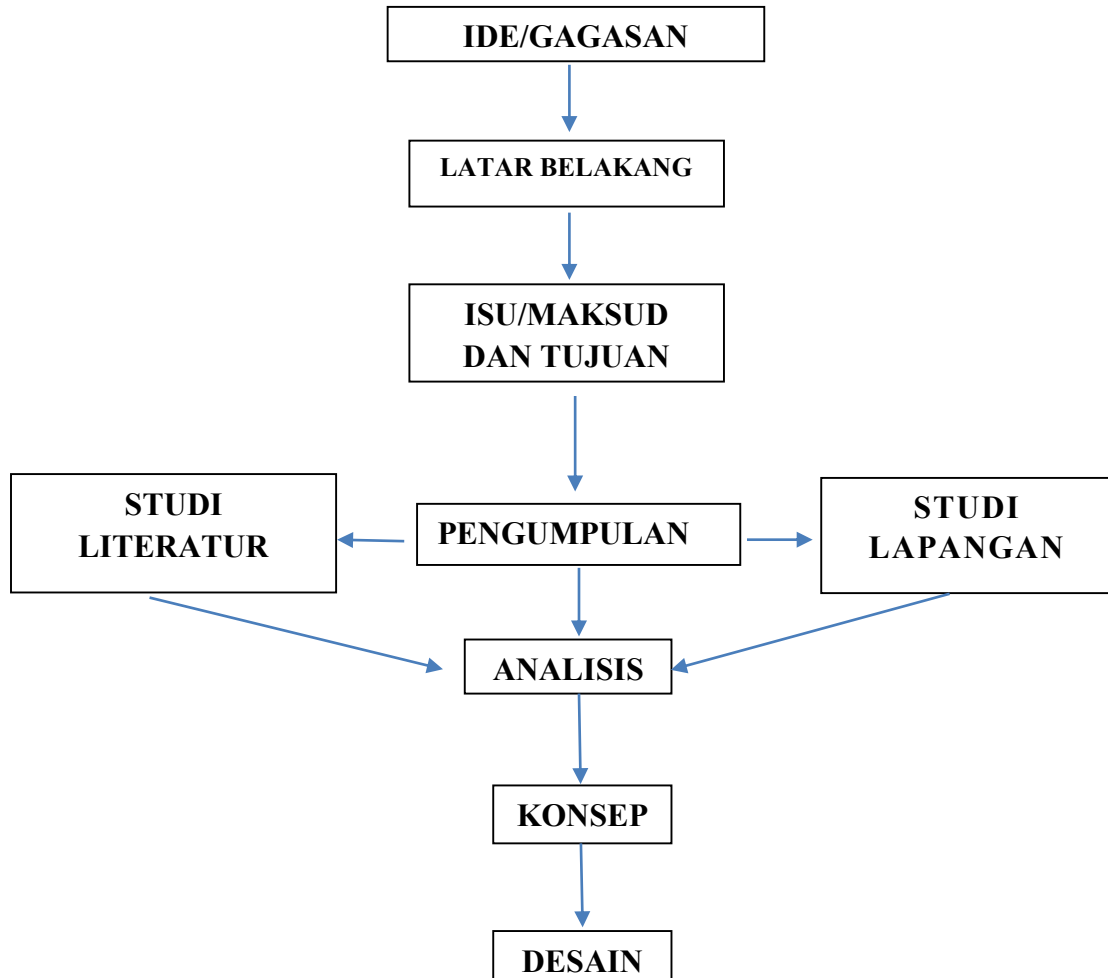 IDE/GAGASAN
LATAR BELAKANG
ISU/MAKSUD
DAN TUJUAN
STUDI
LITERATUR
PENGUMPULAN
STUDI
LAPANGAN
ANALISIS
KONSEP
DESAIN